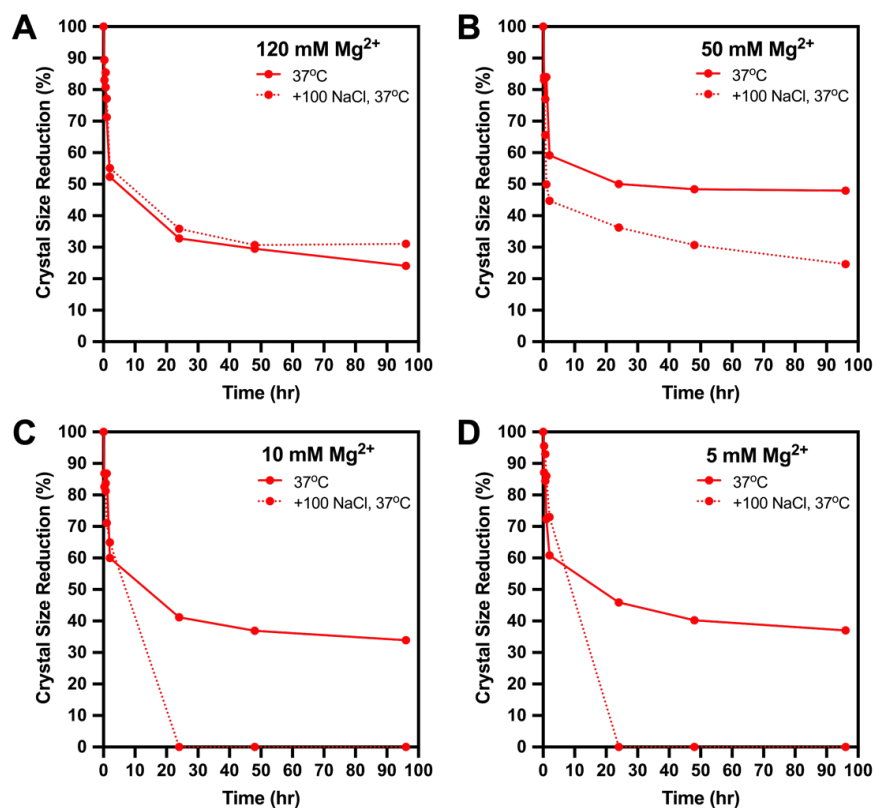 A
120 mM Mg2+
37oC
+100 NaCl, 37oC
Crystal Size Reduction (%)
100
90
80
70
60
50
40
30
20
10
0
0 10 20 30 40 50 60 70 80 90 100
Time (hr)
B
50 mM Mg2+
37oC
+100 NaCl, 37oC
Crystal Size Reduction (%)
100
90
80
70
60
50
40
30
20
10
0
0 10 20 30 40 50 60 70 80 90 100
Time (hr)
C
10 mM Mg2+
37oC
+100 NaCl, 37oC
Crystal Size Reduction (%)
100
90
80
70
60
50
40
30
20
10
0
0 10 20 30 40 50 60 70 80 90 100
Time (hr)
D
5 mM Mg2+
37oC
+100 NaCl, 37oC
Crystal Size Reduction (%)
100
90
80
70
60
50
40
30
20
10
0
0 10 20 30 40 50 60 70 80 90 100
Time (hr)